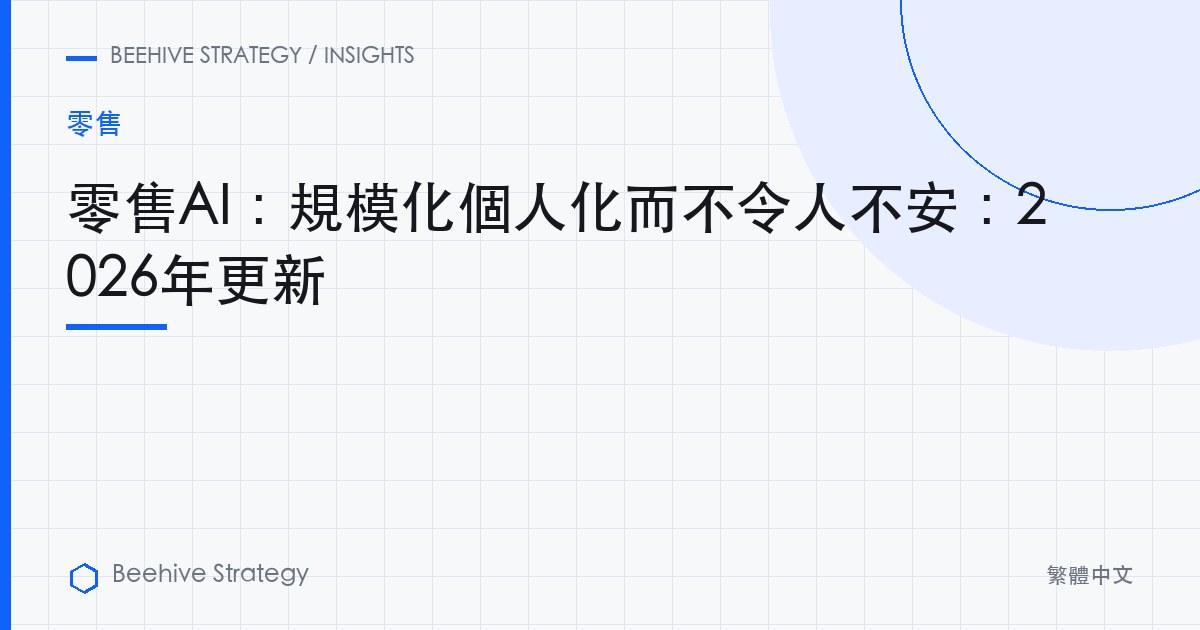 BEEHIVE STRATEGY / INSIGHTS
零售
零售AI：規模化個人化而不令人不安：2
026年更新
Beehive Strategy
繁體中文